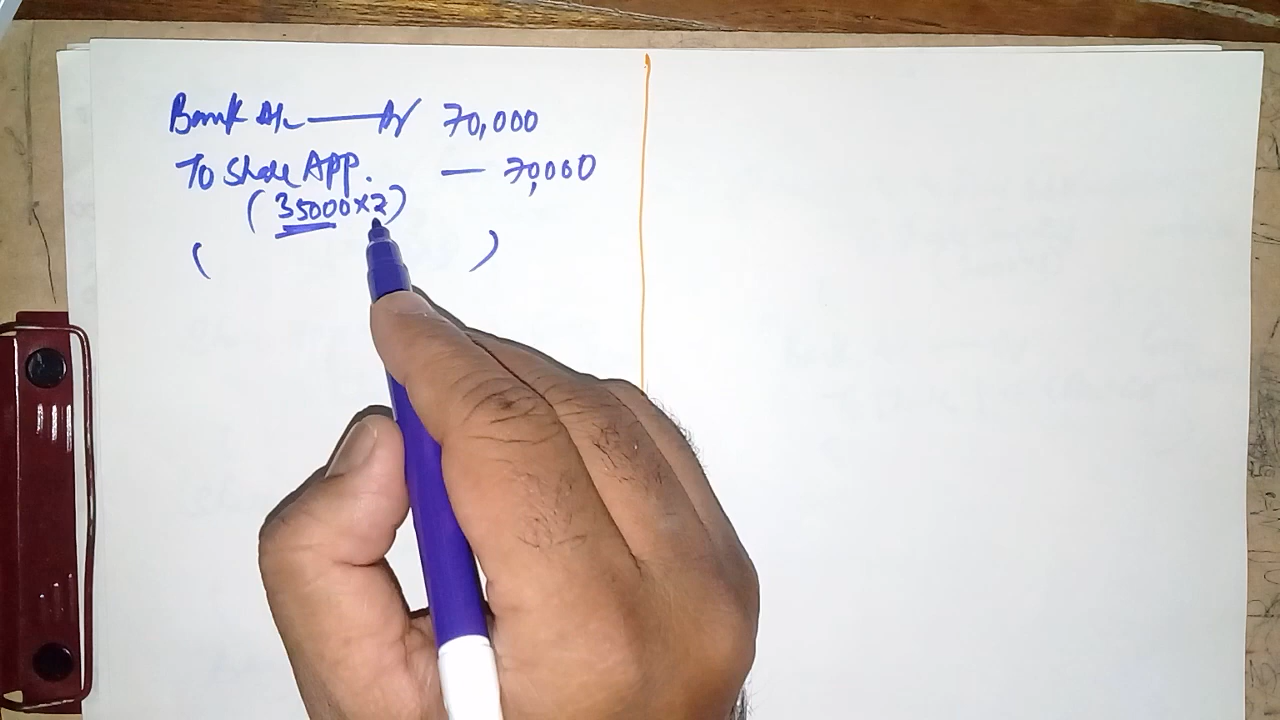 Bank A/c —— Dr 70,000
To Share App. — 70,000
(35000×2)
( )